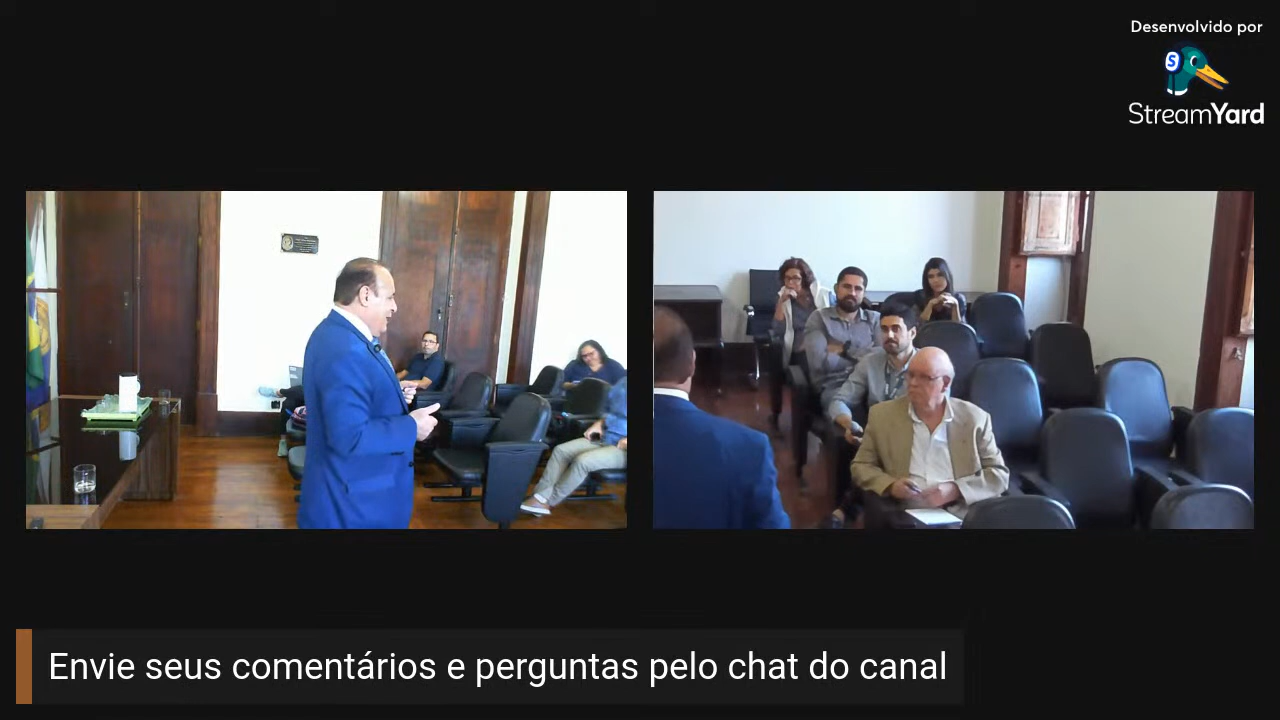 Desenvolvido por
StreamYard
Envie seus comentários e perguntas pelo chat do canal